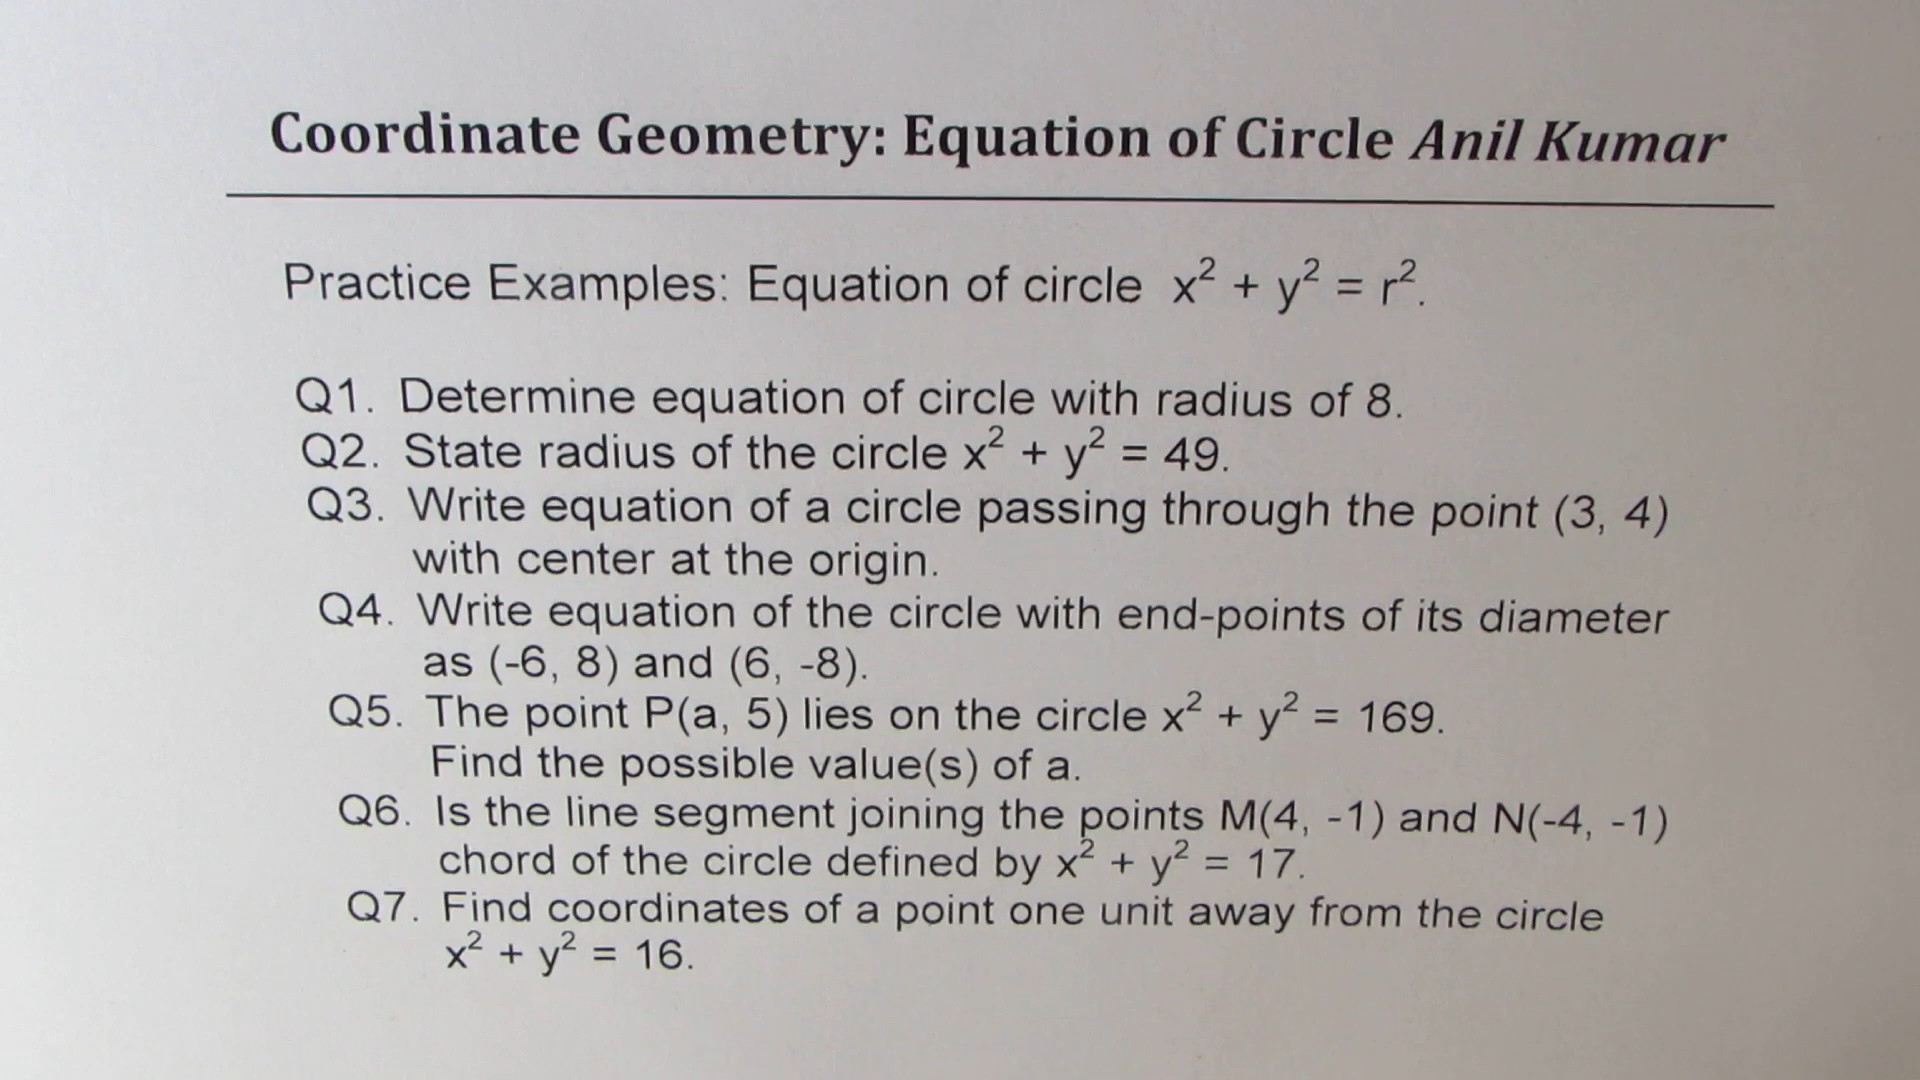 Coordinate Geometry: Equation of Circle Anil Kumar
Practice Examples: Equation of circle x² + y² = r².
Q1. Determine equation of circle with radius of 8.
Q2. State radius of the circle x² + y² = 49.
Q3. Write equation of a circle passing through the point (3, 4)
with center at the origin.
Q4. Write equation of the circle with end-points of its diameter
as (-6, 8) and (6, -8).
Q5. The point P(a, 5) lies on the circle x² + y² = 169.
Find the possible value(s) of a.
Q6. Is the line segment joining the points M(4, -1) and N(-4, -1)
chord of the circle defined by x² + y² = 17.
Q7. Find coordinates of a point one unit away from the circle
x² + y² = 16.